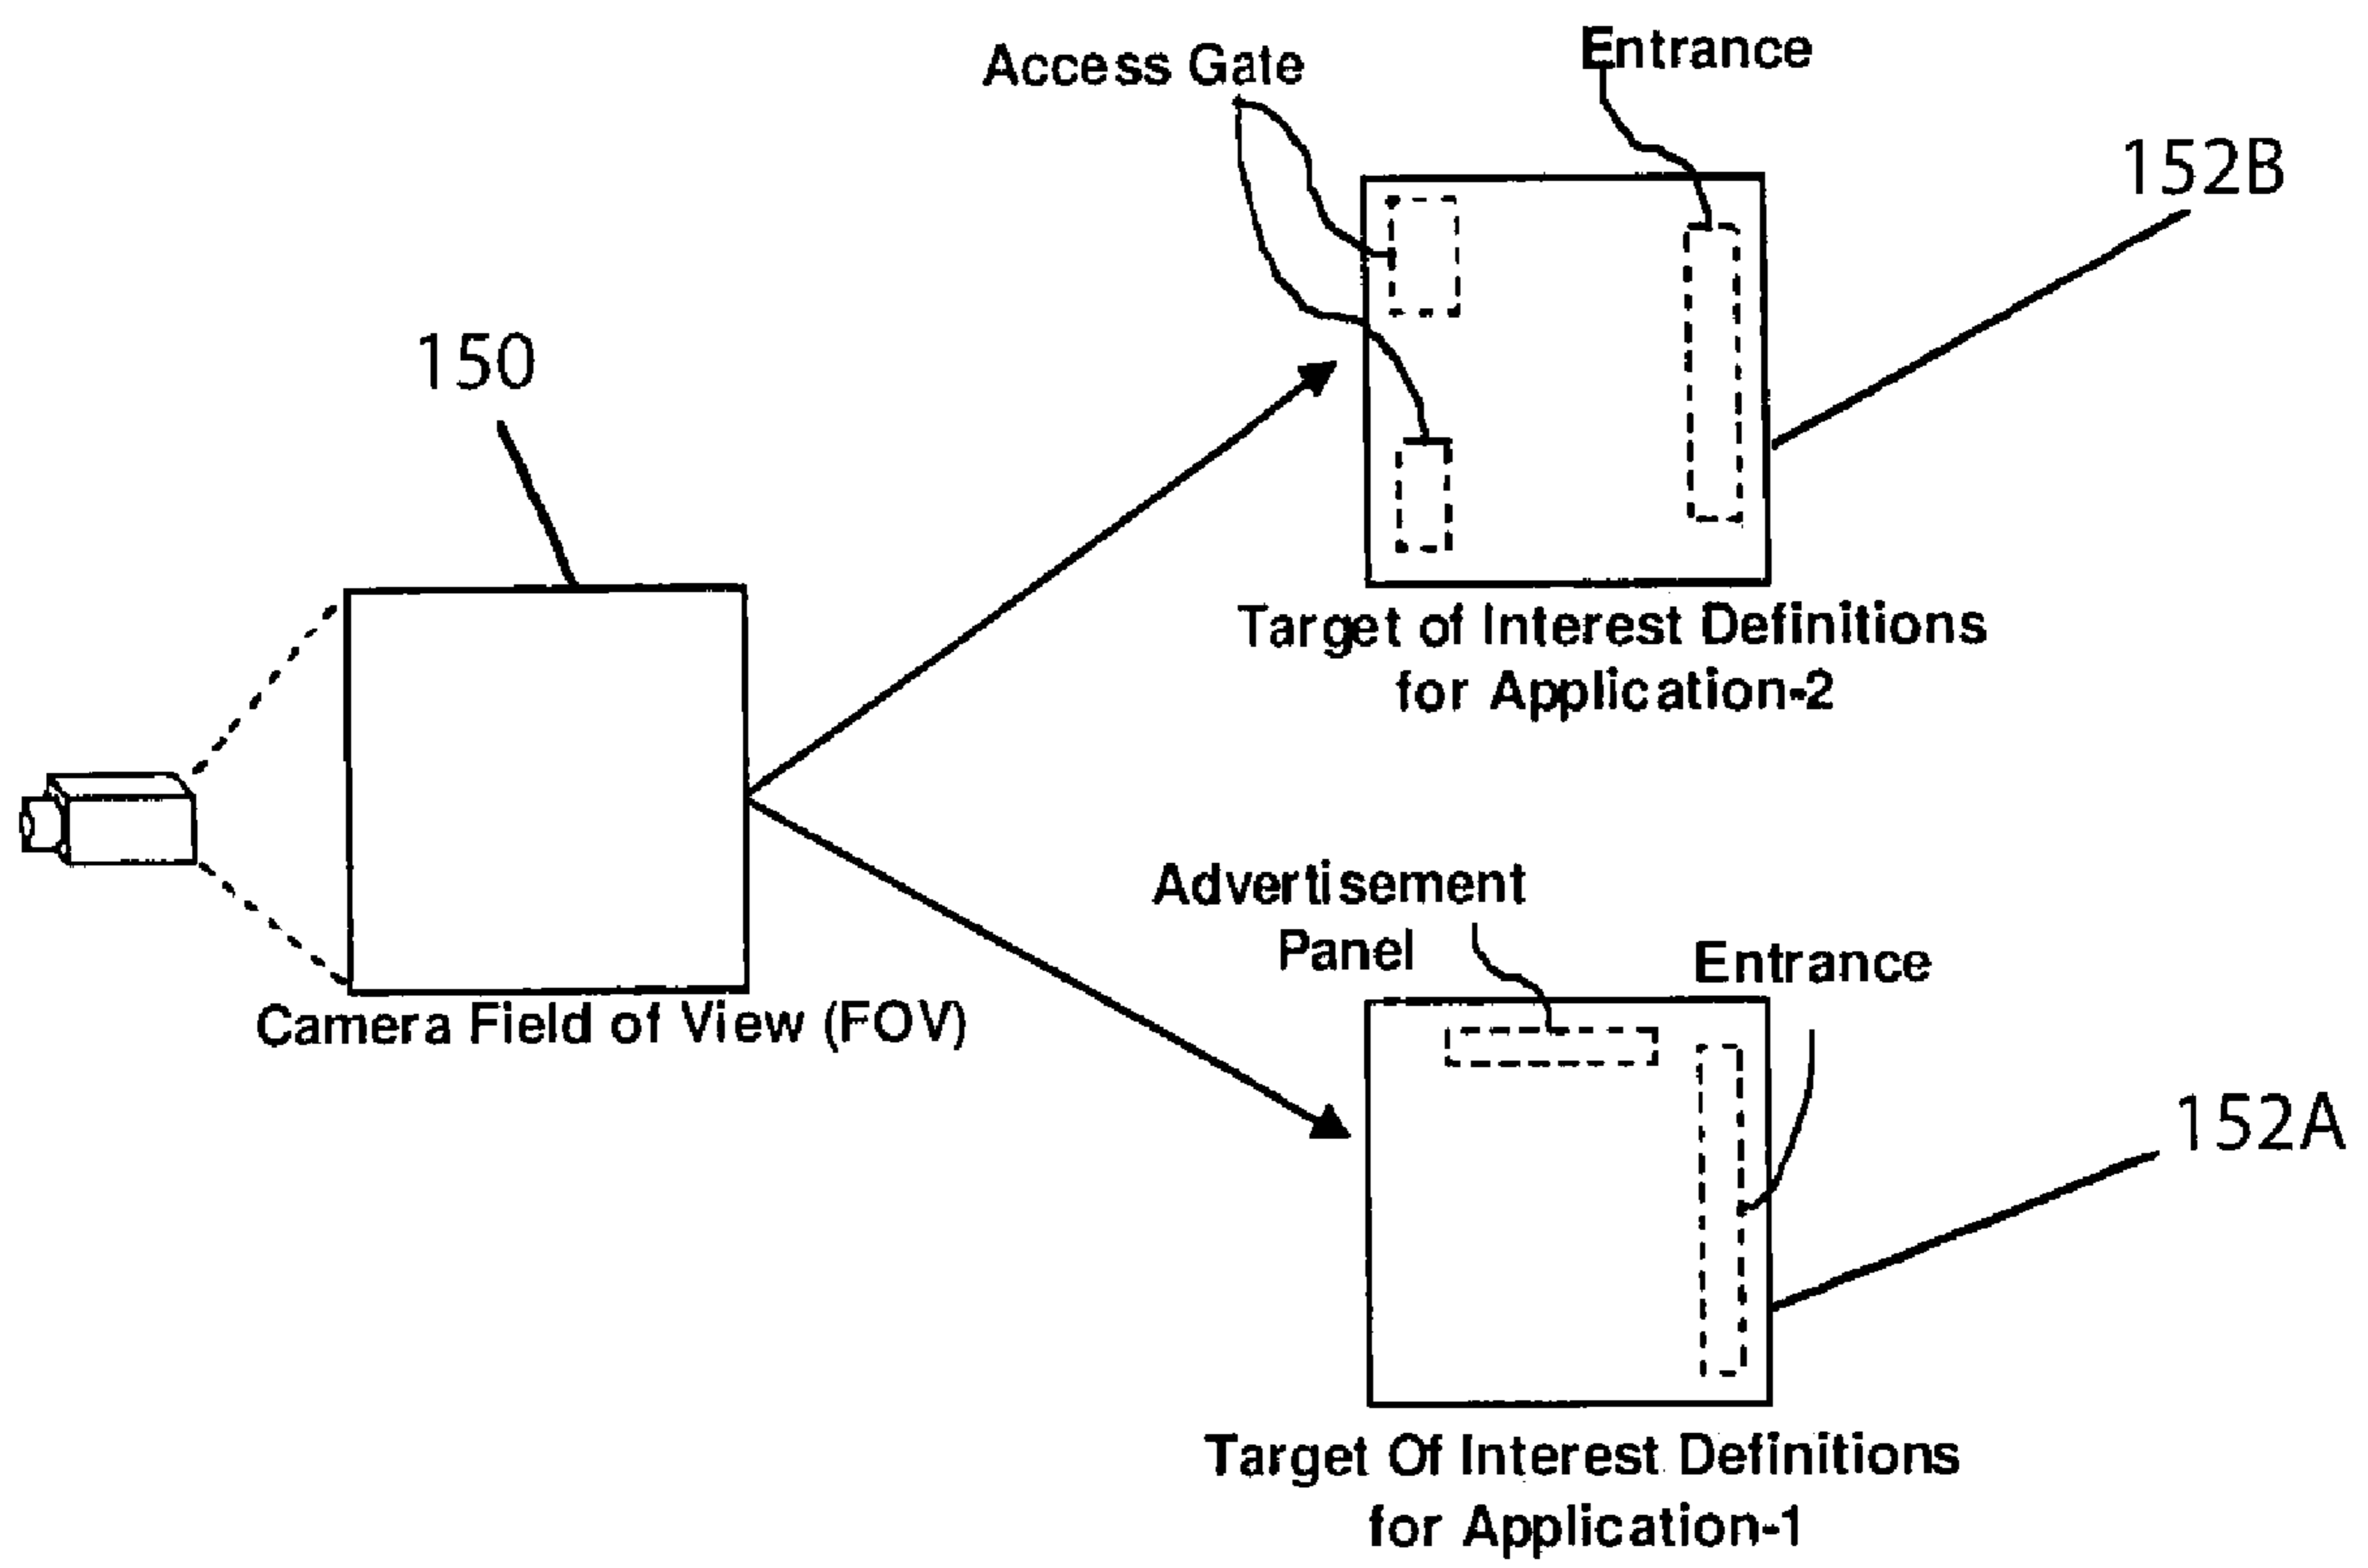 Access Gate
Entrance
152B
150
Target of Interest Definitions
for Application-2
Camera Field of View (FOV)
Advertisement
Panel
Entrance
152A
Target Of Interest Definitions
for Application-1